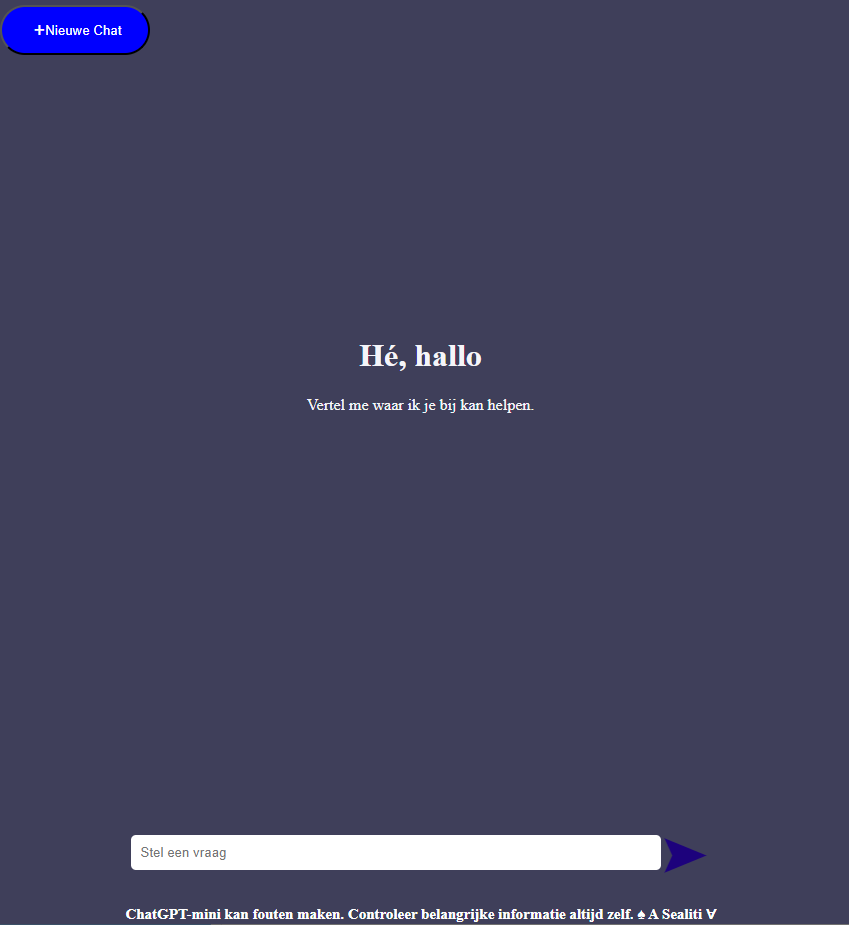 +Nieuwe Chat
Hé, hallo
Vertel me waar ik je bij kan helpen.
Stel een vraag
ChatGPT-mini kan fouten maken. Controleer belangrijke informatie altijd zelf. ♠ A Sealiti ∀